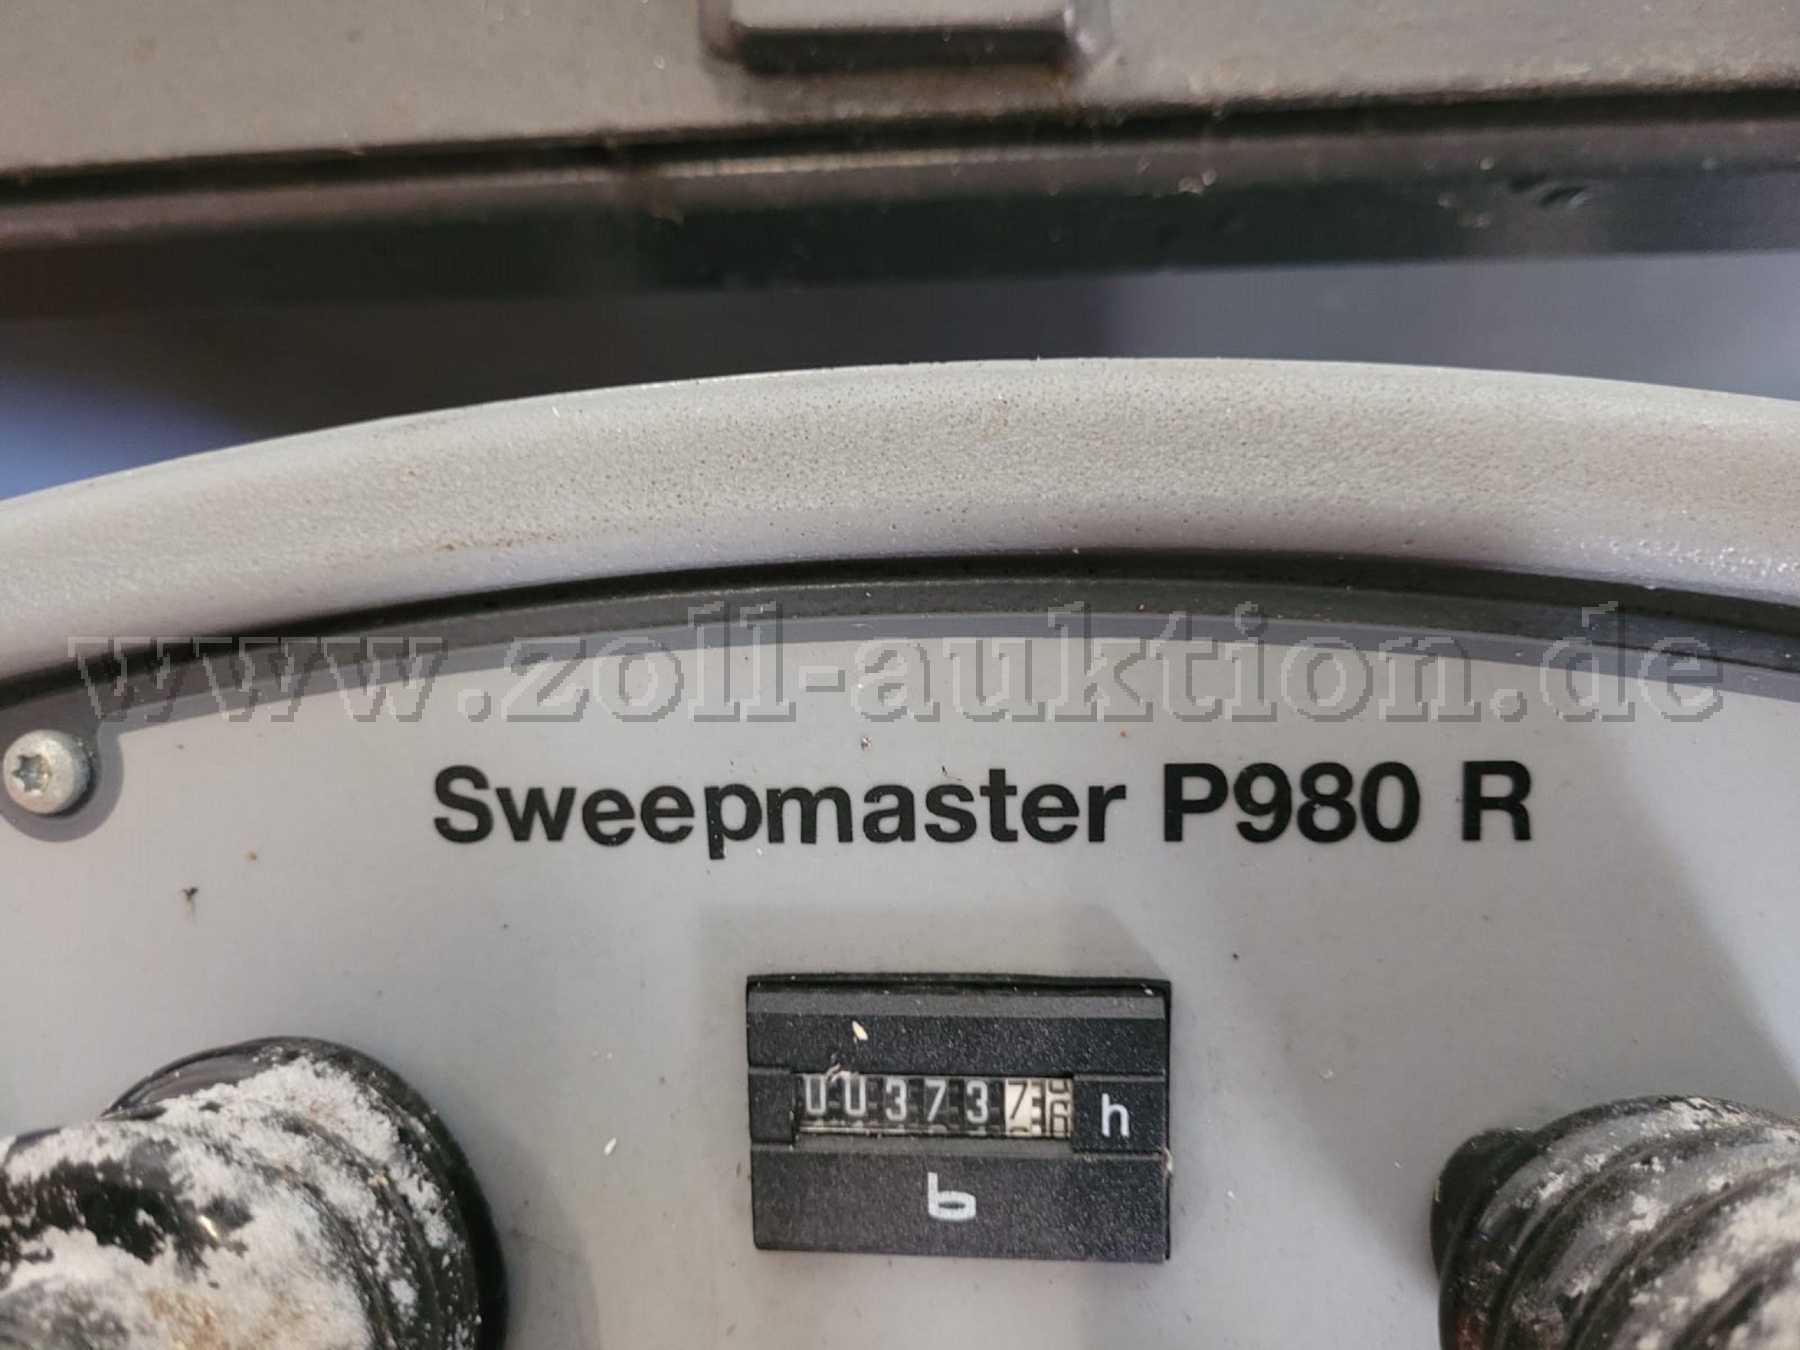 www.zoll-auktion.de
Sweepmaster P980 R
003737 h
b